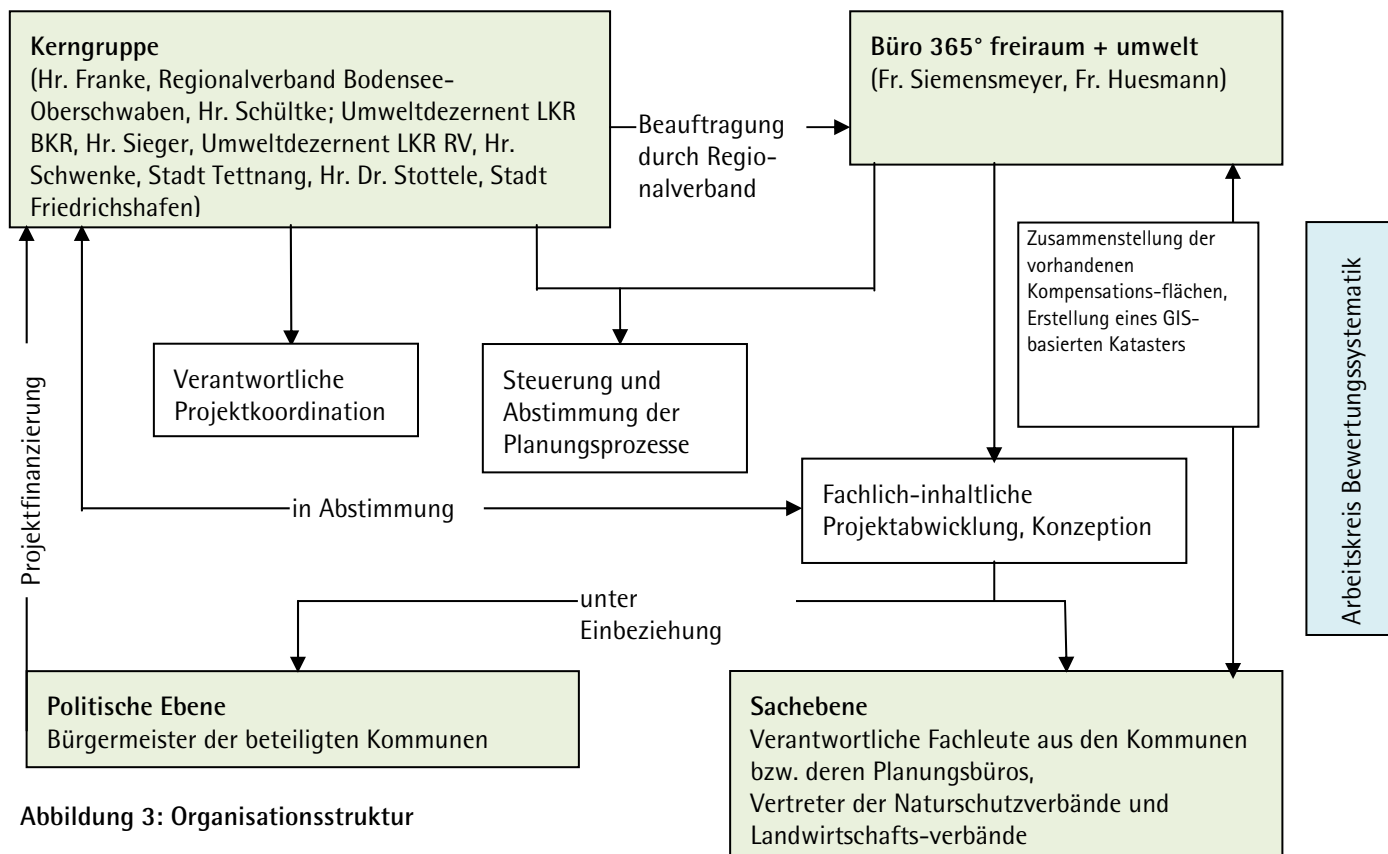 Kerngruppe
(Hr. Franke, Regionalverband Bodensee-
Oberschwaben, Hr. Schültke; Umweltdezernent LKR
BKR, Hr. Sieger, Umweltdezernent LKR RV, Hr.
Schwenke, Stadt Tettnang, Hr. Dr. Stottele, Stadt
Friedrichshafen)
Beauftragung
durch Regio-
nalverband
Büro 365° freiraum + umwelt
(Fr. Siemensmeyer, Fr. Huesmann)
Zusammenstellung der
vorhandenen
Kompensations-flächen,
Erstellung eines GIS-
basierten Katasters
Arbeitskreis Bewertungssystematik
Verantwortliche
Projektkoordination
Steuerung und
Abstimmung der
Planungsprozesse
Projektfinanzierung
in Abstimmung
Fachlich-inhaltliche
Projektabwicklung, Konzeption
unter
Einbeziehung
Politische Ebene
Bürgermeister der beteiligten Kommunen
Sachebene
Verantwortliche Fachleute aus den Kommunen
bzw. deren Planungsbüros,
Vertreter der Naturschutzverbände und
Landwirtschafts-verbände
Abbildung 3: Organisationsstruktur